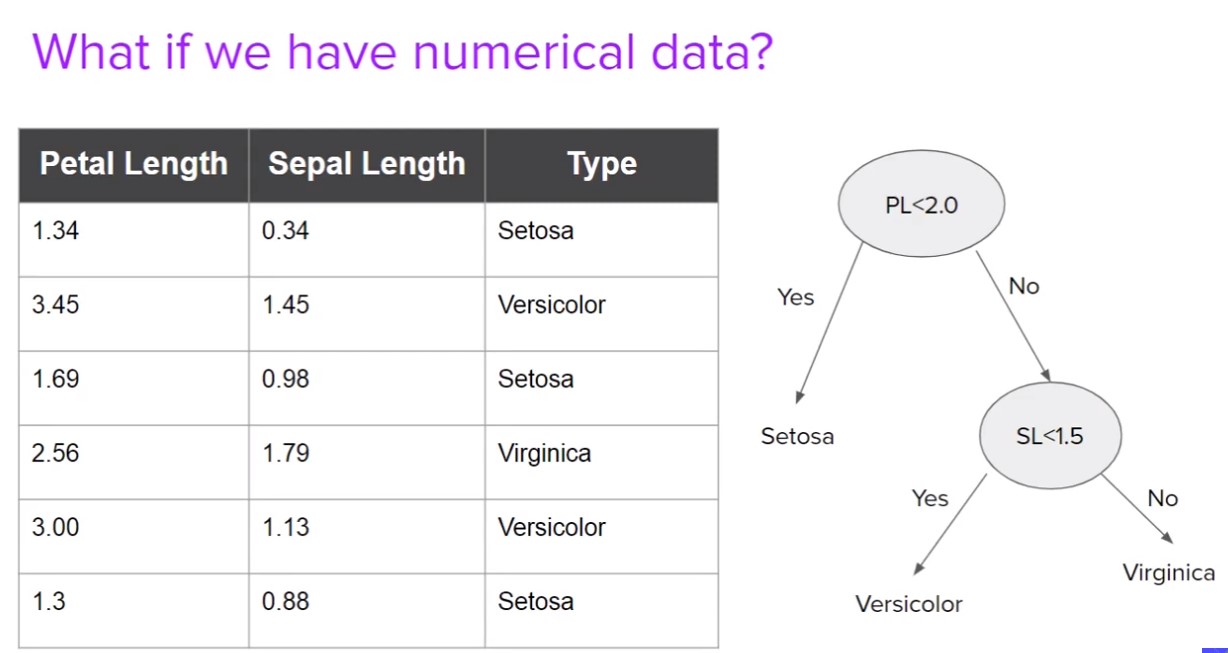 What if we have numerical data?
Petal Length Sepal Length Type
1.34 0.34 Setosa
3.45 1.45 Versicolor
1.69 0.98 Setosa
2.56 1.79 Virginica
3.00 1.13 Versicolor
1.3 0.88 Setosa
PL<2.0
Yes
No
Setosa
SL<1.5
Yes
No
Versicolor
Virginica